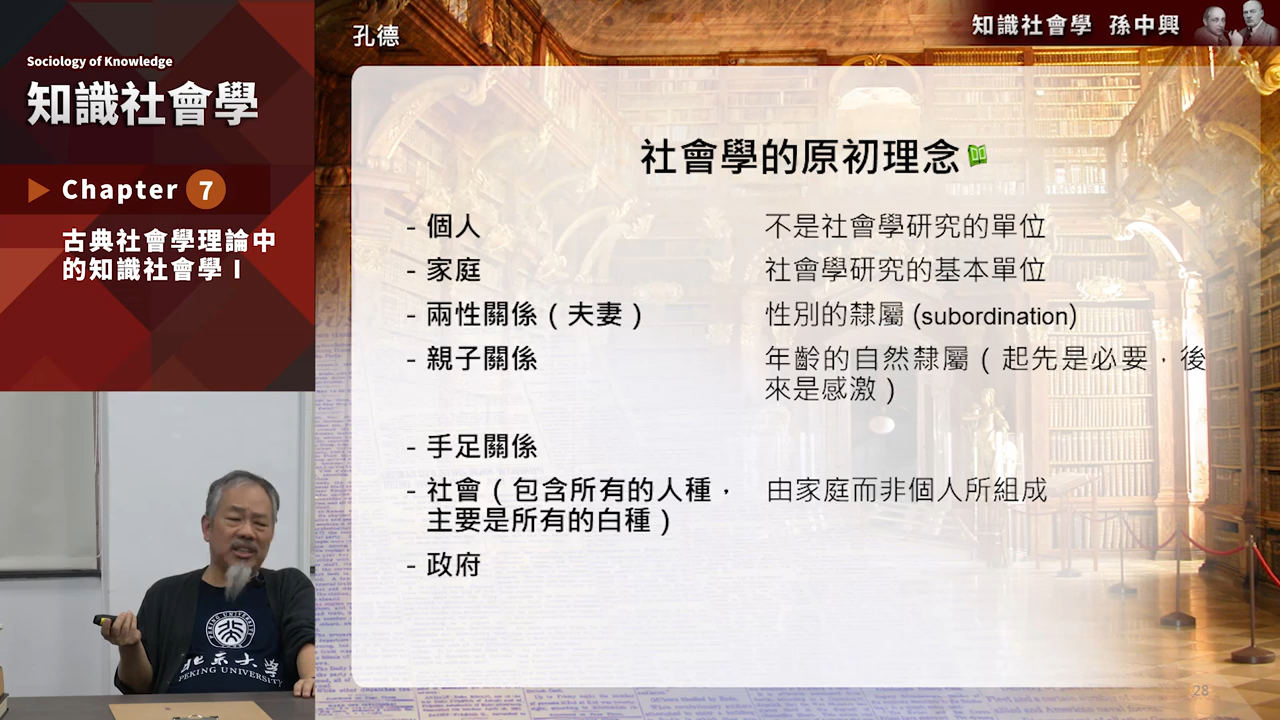 Sociology of Knowledge
知識社會學
Chapter 7
古典社會學理論中
的知識社會學 I
孔德
知識社會學 孫中興
社會學的原初理念
- 個人 不是社會學研究的單位
- 家庭 社會學研究的基本單位
- 兩性關係（夫妻） 性別的隸屬 (subordination)
- 親子關係 年齡的自然隸屬（起先是必要，後
來是感激）
- 手足關係
- 社會（包含所有的人種， 由家庭而非個人所組成
主要是所有的白種）
- 政府
28
PEKING UNIVERSITY
北京大学
PEKING UNIVERSITY